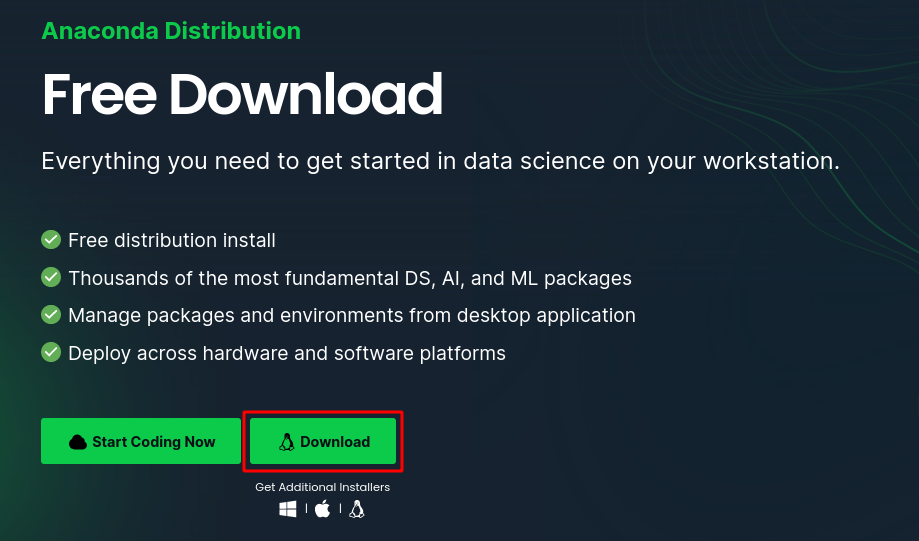 Anaconda Distribution
Free Download
Everything you need to get started in data science on your workstation.
Free distribution install
Thousands of the most fundamental DS, AI, and ML packages
Manage packages and environments from desktop application
Deploy across hardware and software platforms
Start Coding Now
Download
Get Additional Installers